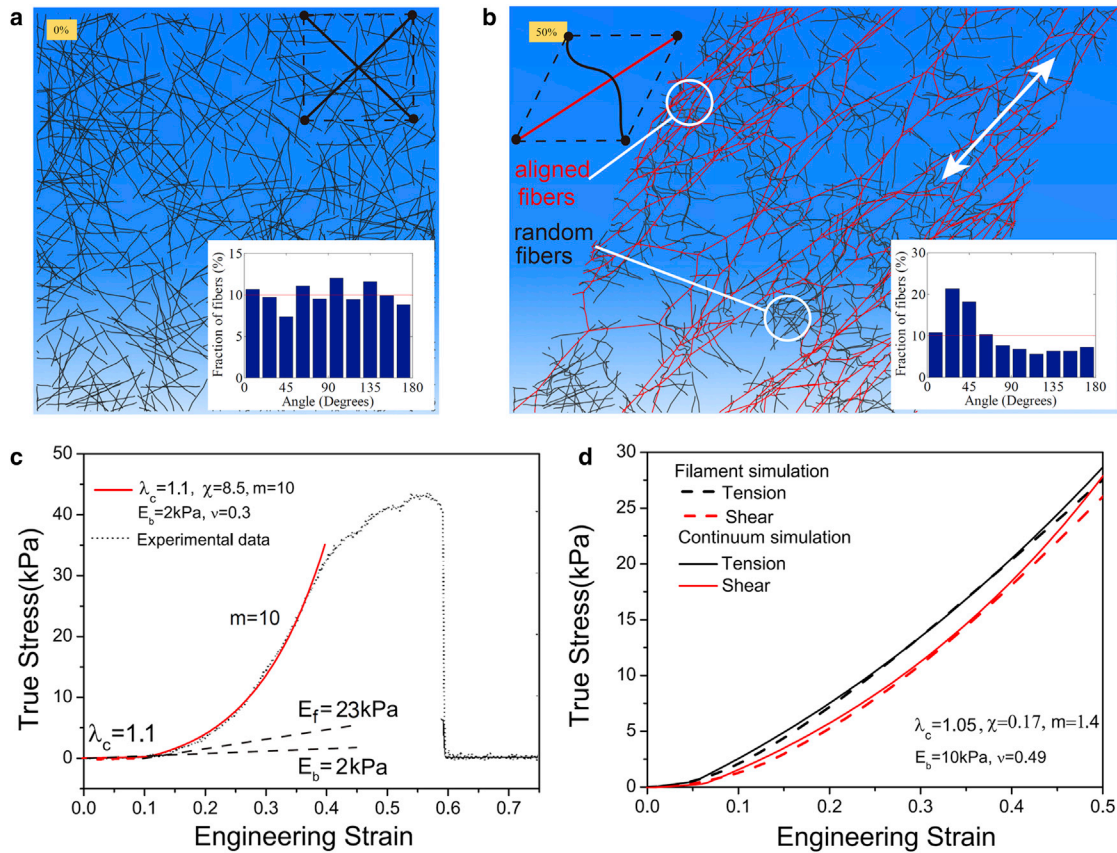 a
0%
Fraction of fibers (%)
15
10
5
0
0 45 90 135 180
Angle (Degrees)
b
50%
aligned
fibers
random
fibers
Fraction of fibers (%)
30
25
20
15
10
5
0
0 45 90 135 180
Angle (Degrees)
c
True Stress(kPa)
50
40
30
20
10
0
λc=1.1, χ=8.5, m=10
Eb=2kPa, ν=0.3
Experimental data
m=10
Ef=23kPa
λc=1.1
Eb=2kPa
0.0 0.1 0.2 0.3 0.4 0.5 0.6 0.7
Engineering Strain
d
True Stress(kPa)
30
25
20
15
10
5
0
Filament simulation
Tension
Shear
Continuum simulation
Tension
Shear
λc=1.05, χ=0.17, m=1.4
Eb=10kPa, ν=0.49
0.0 0.1 0.2 0.3 0.4 0.5
Engineering Strain